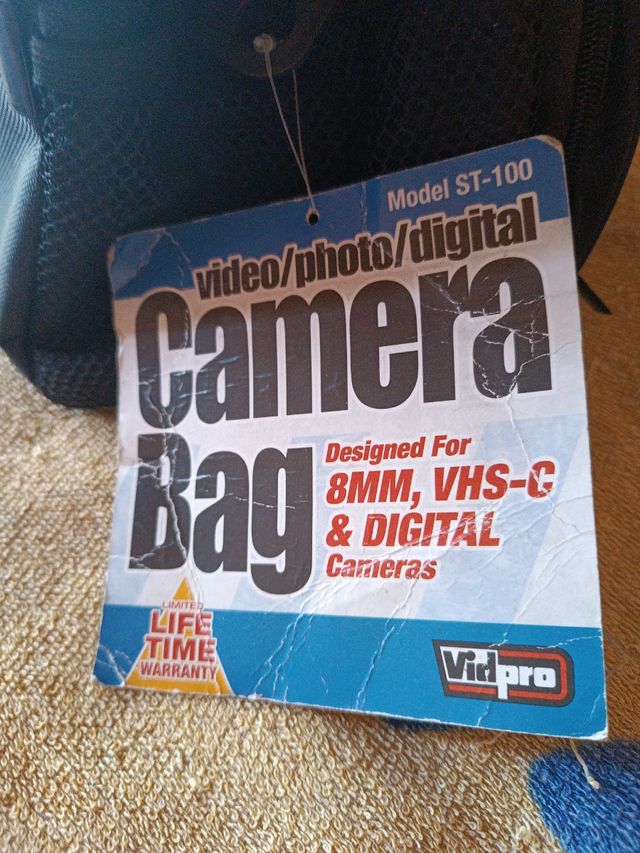 Model ST-100
video/photo/digital
Camera
Bag
Designed For
8MM, VHS-C
& DIGITAL
Cameras
LIMITED
LIFE
TIME
WARRANTY
Vidpro